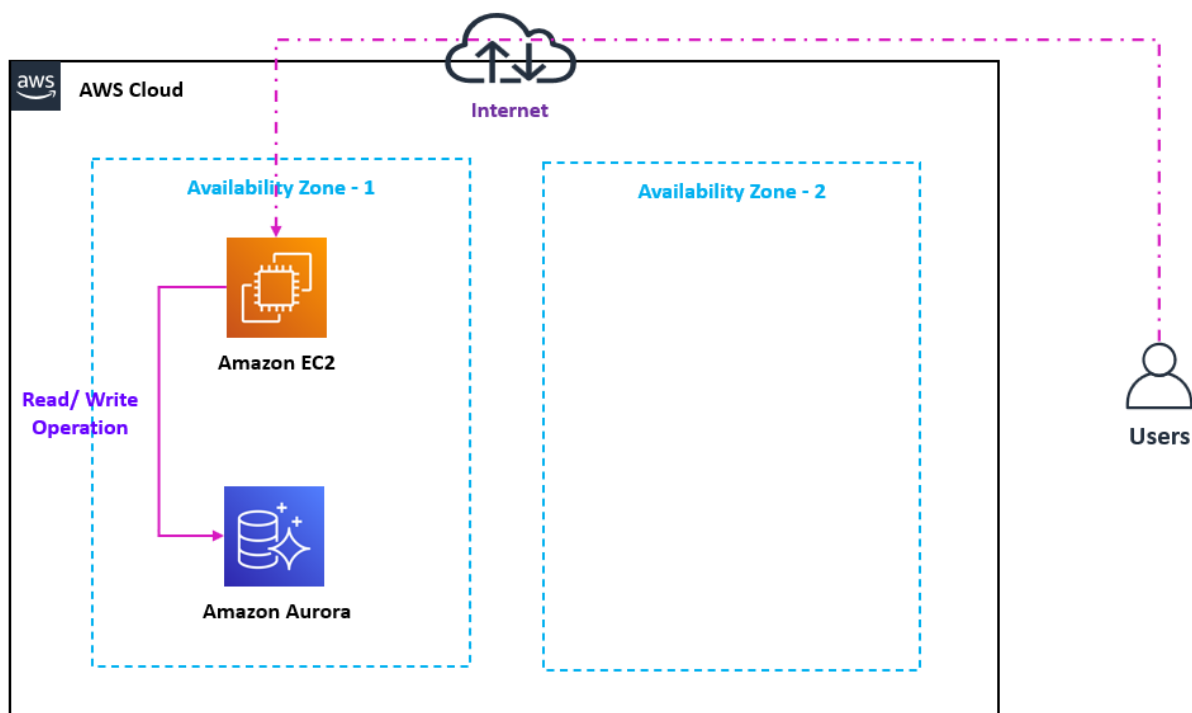 aws
AWS Cloud
Internet
Availability Zone - 1
Availability Zone - 2
Amazon EC2
Read/ Write
Operation
Users
Amazon Aurora